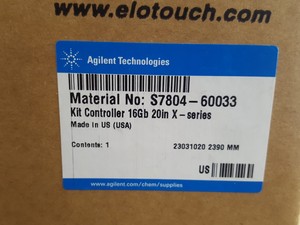 www.elotouch.com
Agilent Technologies
Material No: S7804-60033
Kit Controller 16Gb 20in X-series
Made in US (USA)
Contents: 1
23031020 2390 MM
US
www.agilent.com/chem/supplies